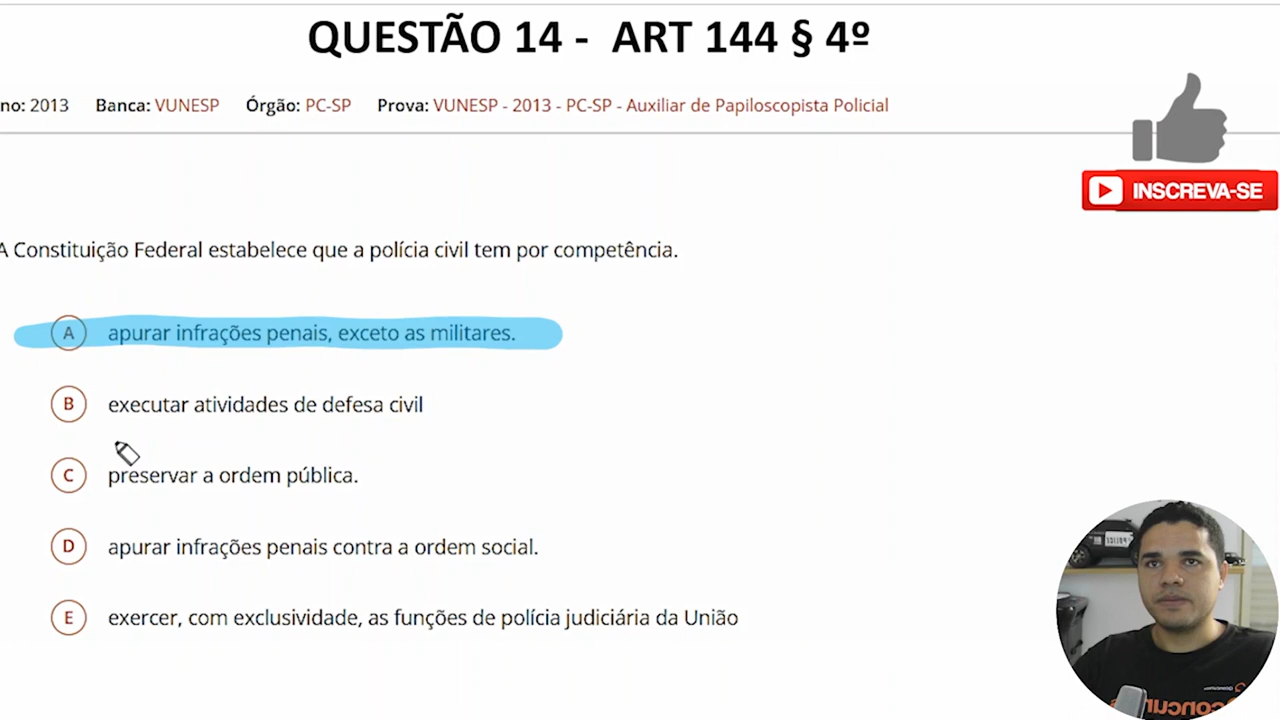 QUESTÃO 14 - ART 144 § 4º
no: 2013 Banca: VUNESP Órgão: PC-SP Prova: VUNESP - 2013 - PC-SP - Auxiliar de Papiloscopista Policial
INSCREVA-SE
A Constituição Federal estabelece que a polícia civil tem por competência.
A apurar infrações penais, exceto as militares.
B executar atividades de defesa civil
C preservar a ordem pública.
D apurar infrações penais contra a ordem social.
E exercer, com exclusividade, as funções de polícia judiciária da União